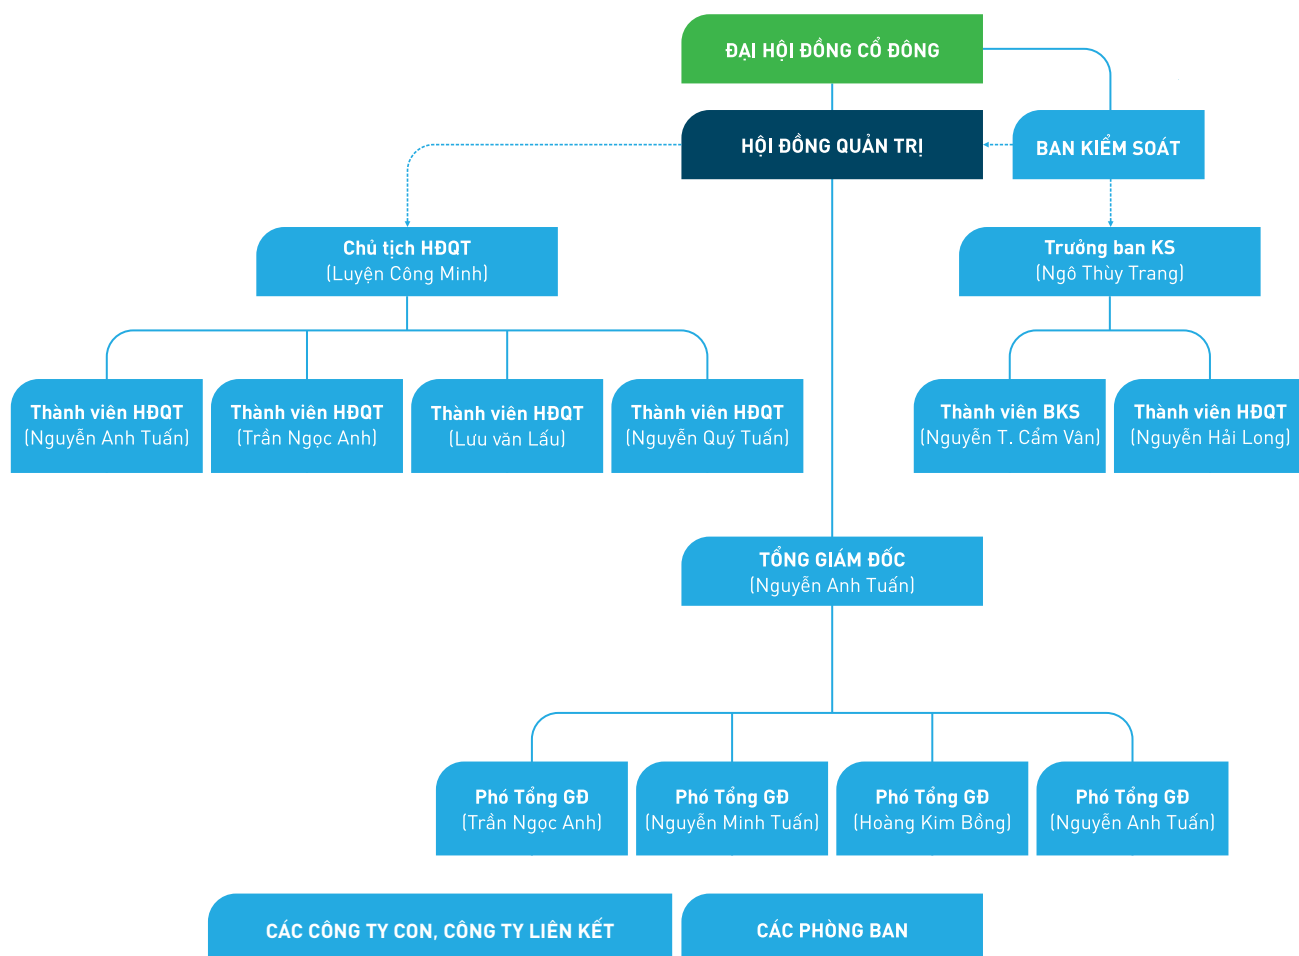 ĐẠI HỘI ĐỒNG CỔ ĐÔNG
HỘI ĐỒNG QUẢN TRỊ
BAN KIỂM SOÁT
Chủ tịch HĐQT
(Luyện Công Minh)
Trưởng ban KS
(Ngô Thùy Trang)
Thành viên HĐQT
(Nguyễn Anh Tuấn)
Thành viên HĐQT
(Trần Ngọc Anh)
Thành viên HĐQT
(Lưu văn Lấu)
Thành viên HĐQT
(Nguyễn Quý Tuấn)
Thành viên BKS
(Nguyễn T. Cẩm Vân)
Thành viên HĐQT
(Nguyễn Hải Long)
TỔNG GIÁM ĐỐC
(Nguyễn Anh Tuấn)
Phó Tổng GĐ
(Trần Ngọc Anh)
Phó Tổng GĐ
(Nguyễn Minh Tuấn)
Phó Tổng GĐ
(Hoàng Kim Bồng)
Phó Tổng GĐ
(Nguyễn Anh Tuấn)
CÁC CÔNG TY CON, CÔNG TY LIÊN KẾT
CÁC PHÒNG BAN